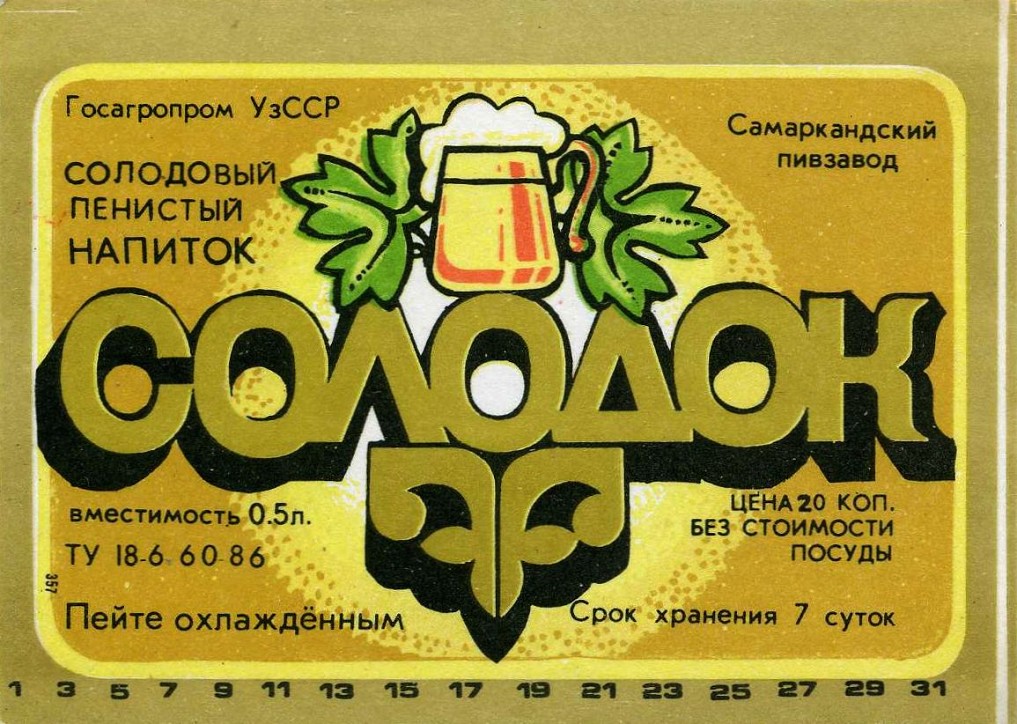 Госагропром УзССР
Самаркандский
пивзавод
СОЛОДОВЫЙ
ПЕНИСТЫЙ
НАПИТОК
СОЛОДОК
вместимость 0.5л.
ТУ 18-6 60-86
Пейте охлаждённым
ЦЕНА 20 КОП.
БЕЗ СТОИМОСТИ
ПОСУДЫ
Срок хранения 7 суток
357
1 3 5 7 9 11 13 15 17 19 21 23 25 27 29 31